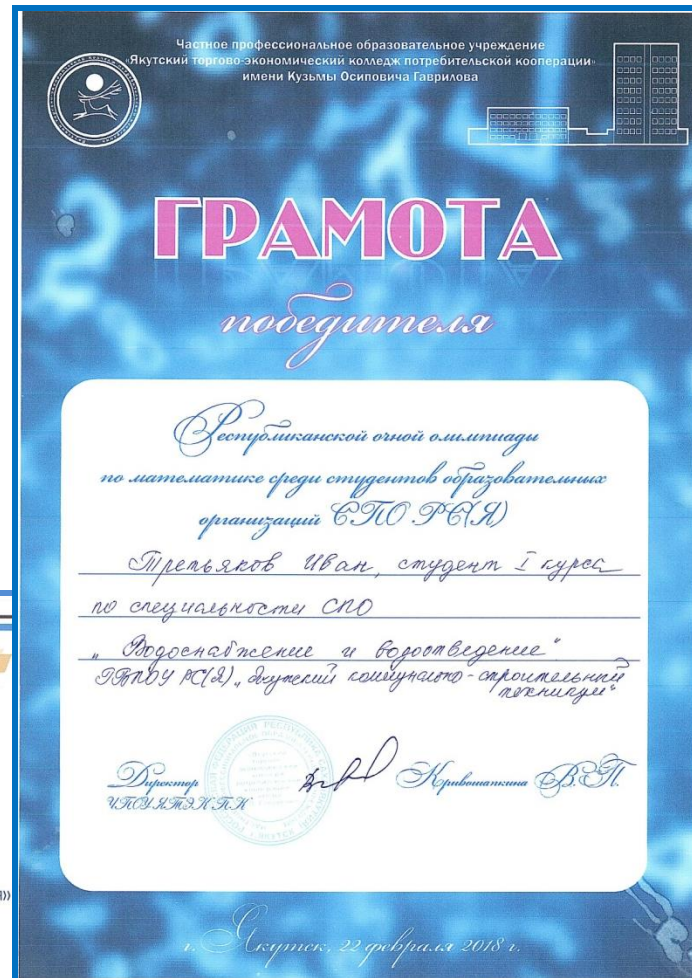 Частное профессиональное образовательное учреждение
«Якутский торгово-экономический колледж потребительской кооперации»
имени Кузьмы Осиповича Гаврилова
ГРАМОТА
победителя
Республиканской очной олимпиады
по математике среди студентов образовательных
организаций СПО РС(Я)
Третьяков Иван, студент I курса
по специальности СПО
„Водоснабжение и водоотведение"
ГБПОУ РС(Я) „Якутский коммунально-строительный
техникум"
Директор Кривошапкина В.П.
ЧПОУ ЯТЭК ПК
г. Якутск, 22 февраля 2018 г.